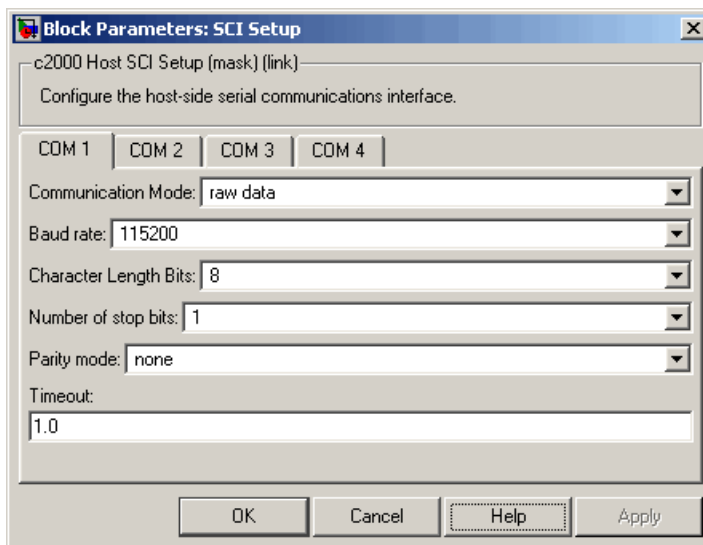 Block Parameters: SCI Setup
c2000 Host SCI Setup (mask) (link)
Configure the host-side serial communications interface.
COM 1 COM 2 COM 3 COM 4
Communication Mode: raw data
Baud rate: 115200
Character Length Bits: 8
Number of stop bits: 1
Parity mode: none
Timeout:
1.0
OK Cancel Help Apply